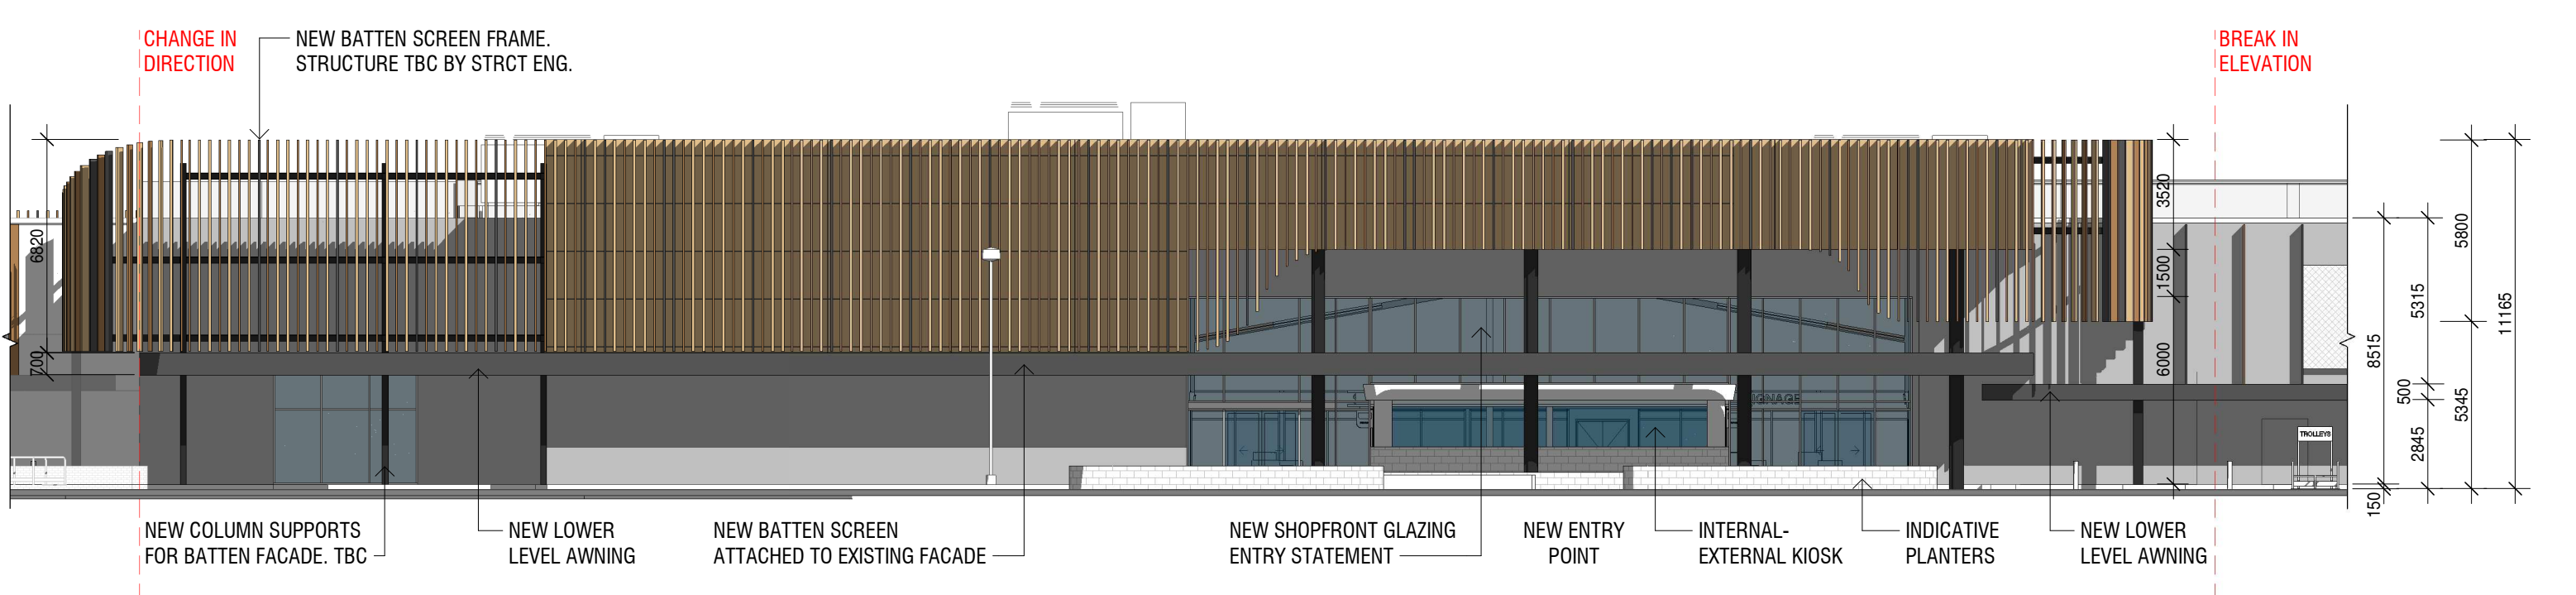 CHANGE IN
DIRECTION
NEW BATTEN SCREEN FRAME.
STRUCTURE TBC BY STRCT ENG.
BREAK IN
ELEVATION
6820
700
3520
1500
6000
8515
150
5315
500
2845
5800
5345
11165
TROLLEYS
NEW COLUMN SUPPORTS
FOR BATTEN FACADE. TBC
NEW LOWER
LEVEL AWNING
NEW BATTEN SCREEN
ATTACHED TO EXISTING FACADE
NEW SHOPFRONT GLAZING
ENTRY STATEMENT
NEW ENTRY
POINT
INTERNAL-
EXTERNAL KIOSK
INDICATIVE
PLANTERS
NEW LOWER
LEVEL AWNING